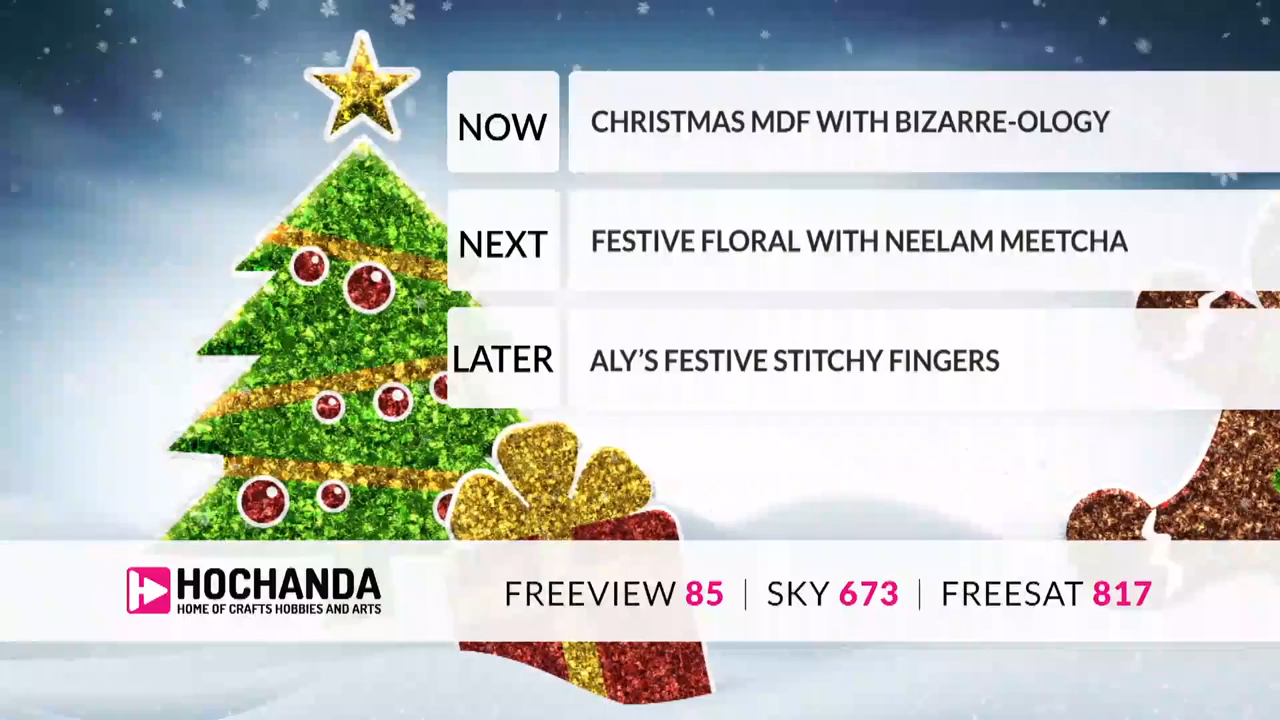 NOW
CHRISTMAS MDF WITH BIZARRE-OLOGY
NEXT
FESTIVE FLORAL WITH NEELAM MEETCHA
LATER
ALY’S FESTIVE STITCHY FINGERS
HOCHANDA
HOME OF CRAFTS HOBBIES AND ARTS
FREEVIEW 85 | SKY 673 | FREESAT 817